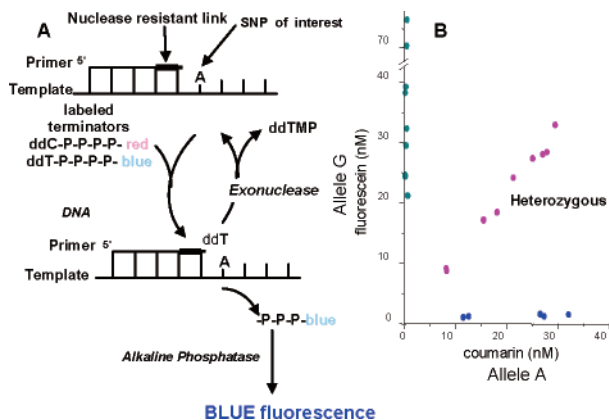 A
Nuclease resistant link
SNP of interest
Primer 5'
A
Template
labeled
terminators
ddC-P-P-P-P- red
ddT-P-P-P-P- blue
ddTMP
Exonuclease
DNA
Primer 5'
ddT
A
Template
-P-P-P-blue
Alkaline Phosphatase
BLUE fluorescence
B
Allele G
fluorescein (nM)
70
50
40
30
20
10
0
Heterozygous
0
10
20
30
40
coumarin (nM)
Allele A